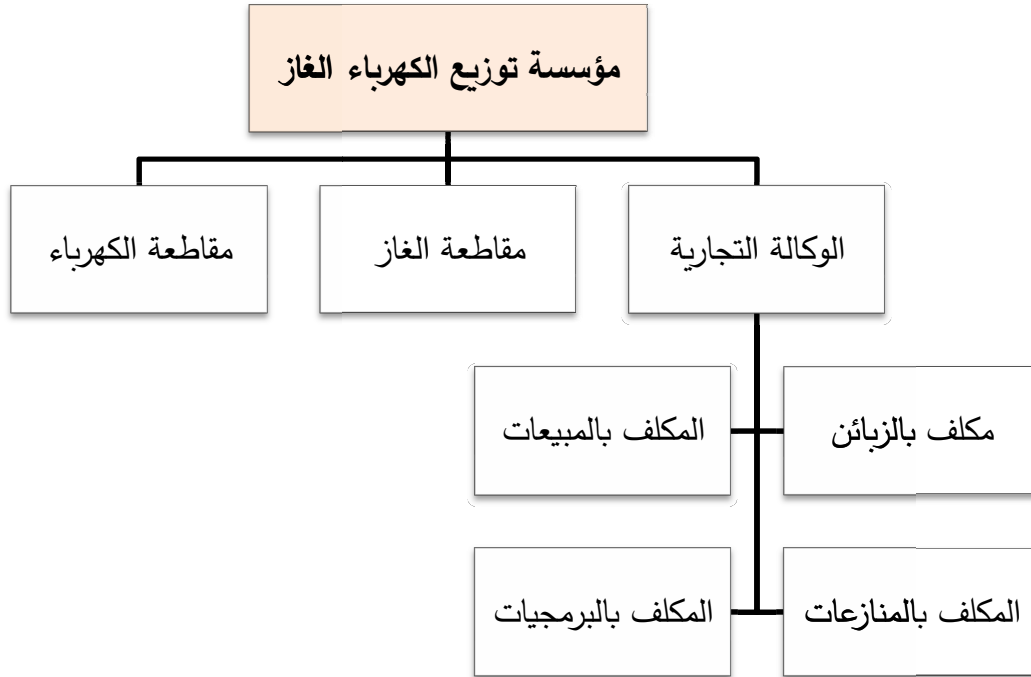 مؤسسة توزيع الكهرباء الغاز
الوكالة التجارية
مقاطعة الغاز
مقاطعة الكهرباء
مكلف بالزبائن
المكلف بالمبيعات
المكلف بالمنازعات
المكلف بالبرمجيات